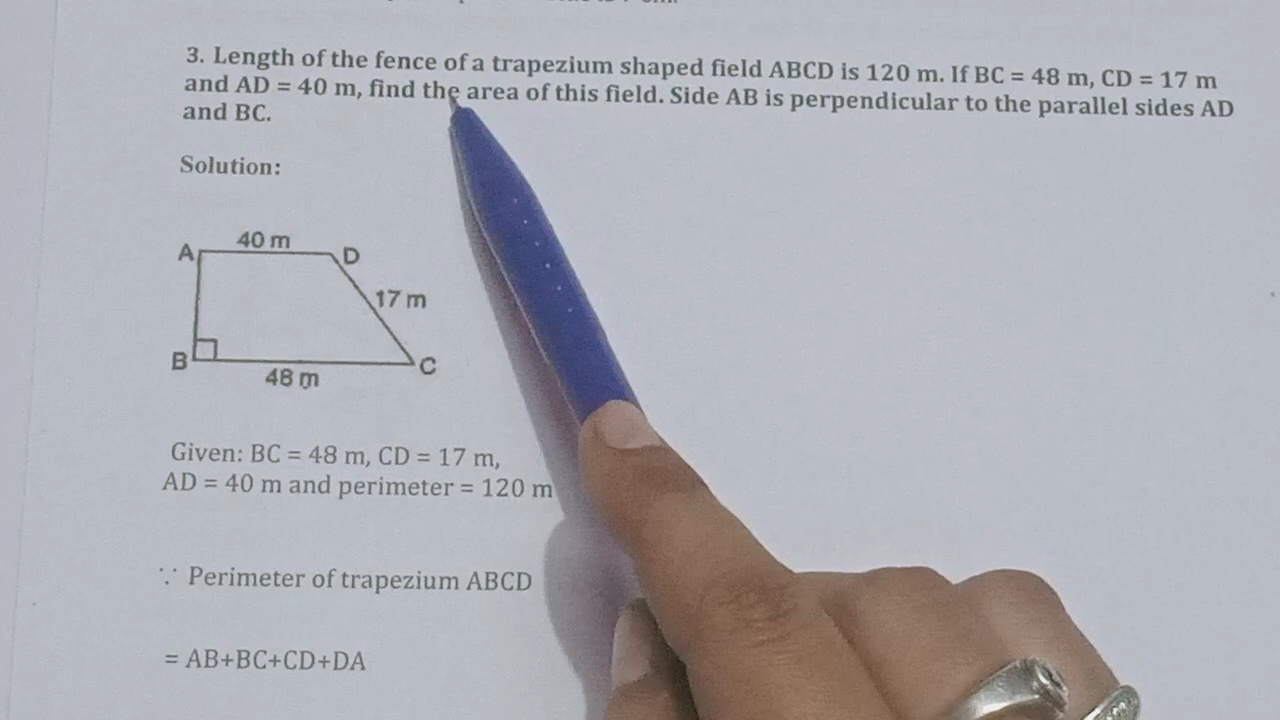 3. Length of the fence of a trapezium shaped field ABCD is 120 m. If BC = 48 m, CD = 17 m
and AD = 40 m, find the area of this field. Side AB is perpendicular to the parallel sides AD
and BC.
Solution:
40 m
A
D
17 m
B
C
48 m
Given: BC = 48 m, CD = 17 m,
AD = 40 m and perimeter = 120 m
∵ Perimeter of trapezium ABCD
= AB+BC+CD+DA